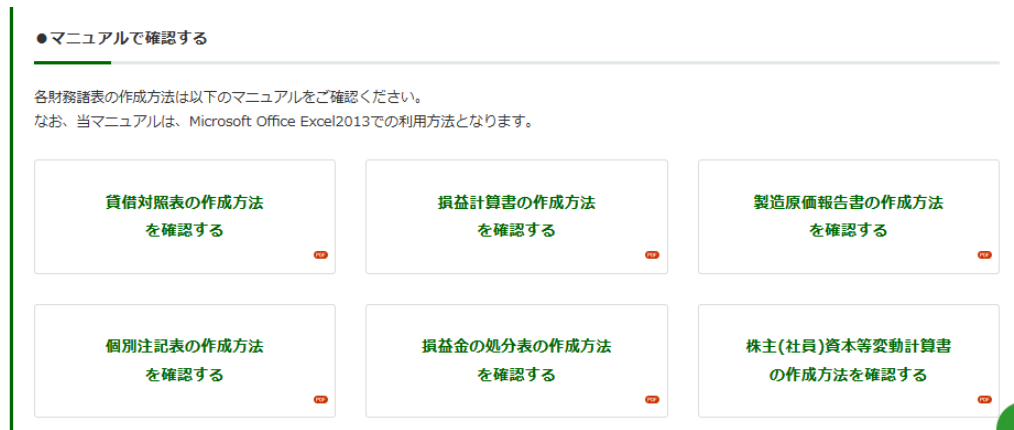 ●マニュアルで確認する
各財務諸表の作成方法は以下のマニュアルをご確認ください。
なお、当マニュアルは、Microsoft Office Excel2013での利用方法となります。
貸借対照表の作成方法
を確認する
PDF
損益計算書の作成方法
を確認する
PDF
製造原価報告書の作成方法
を確認する
PDF
個別注記表の作成方法
を確認する
PDF
損益金の処分表の作成方法
を確認する
PDF
株主(社員)資本等変動計算書
の作成方法を確認する
PDF